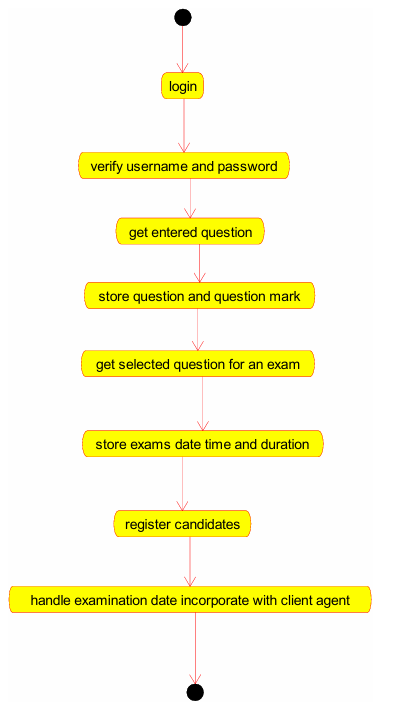 login
verify username and password
get entered question
store question and question mark
get selected question for an exam
store exams date time and duration
register candidates
handle examination date incorporate with client agent